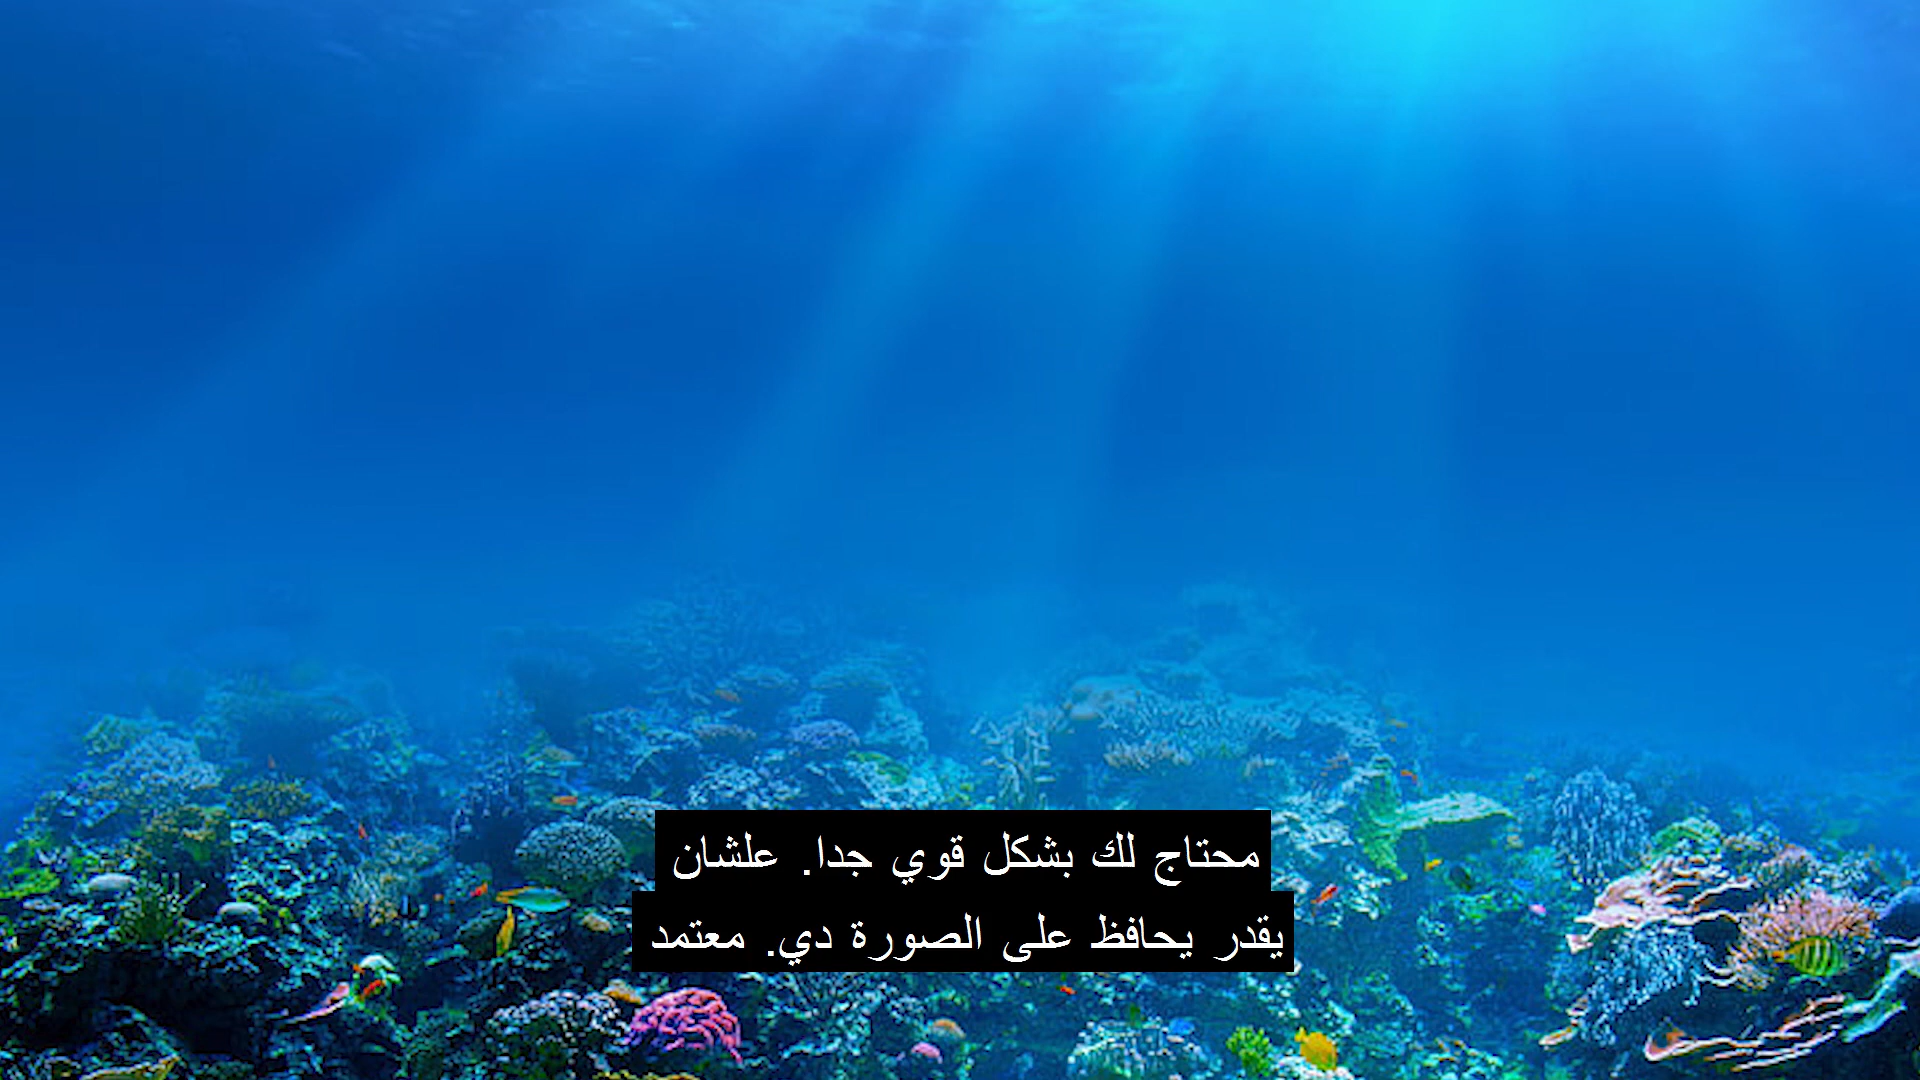 محتاج لك بشكل قوي جدا. علشان
يقدر يحافظ على الصورة دي. معتمد